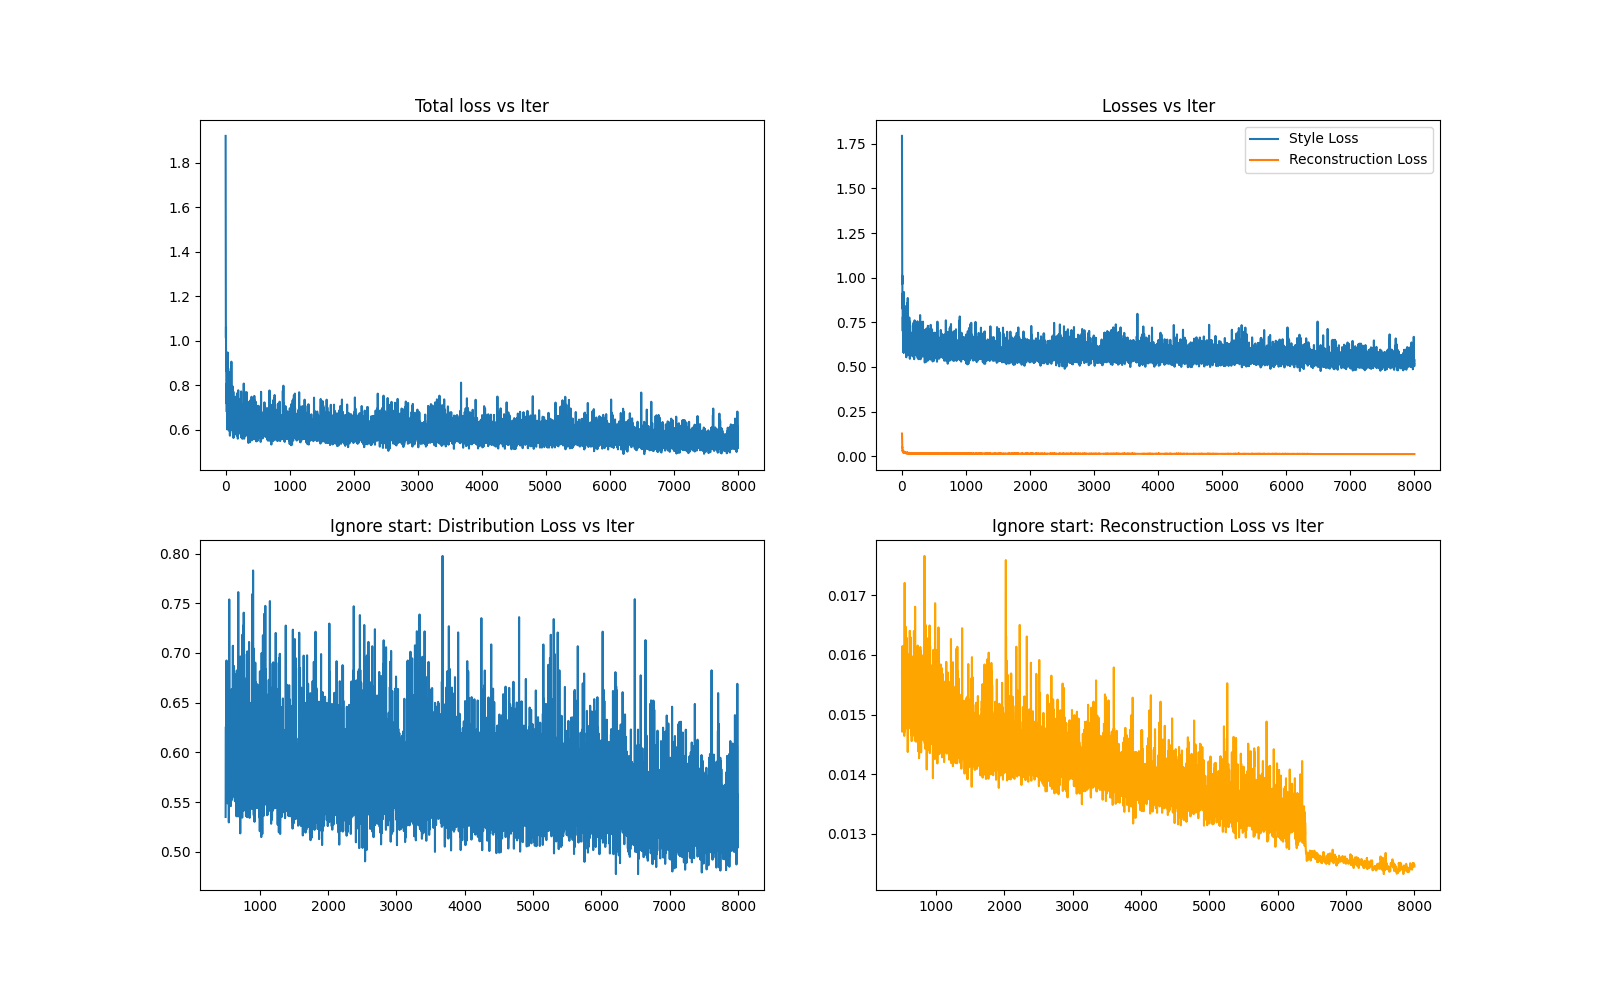 Total loss vs Iter
1.8
1.6
1.4
1.2
1.0
0.8
0.6
0 1000 2000 3000 4000 5000 6000 7000 8000
Losses vs Iter
Style Loss
Reconstruction Loss
1.75
1.50
1.25
1.00
0.75
0.50
0.25
0.00
0 1000 2000 3000 4000 5000 6000 7000 8000
Ignore start: Distribution Loss vs Iter
0.80
0.75
0.70
0.65
0.60
0.55
0.50
1000 2000 3000 4000 5000 6000 7000 8000
Ignore start: Reconstruction Loss vs Iter
0.017
0.016
0.015
0.014
0.013
1000 2000 3000 4000 5000 6000 7000 8000